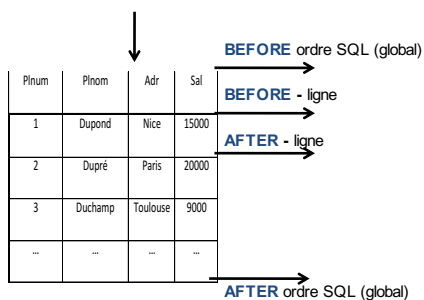 BEFORE ordre SQL (global)
Plnum Plnom Adr Sal
BEFORE - ligne
1 Dupond Nice 15000
AFTER - ligne
2 Dupré Paris 20000
3 Duchamp Toulouse 9000
... ... ... ...
AFTER ordre SQL (global)